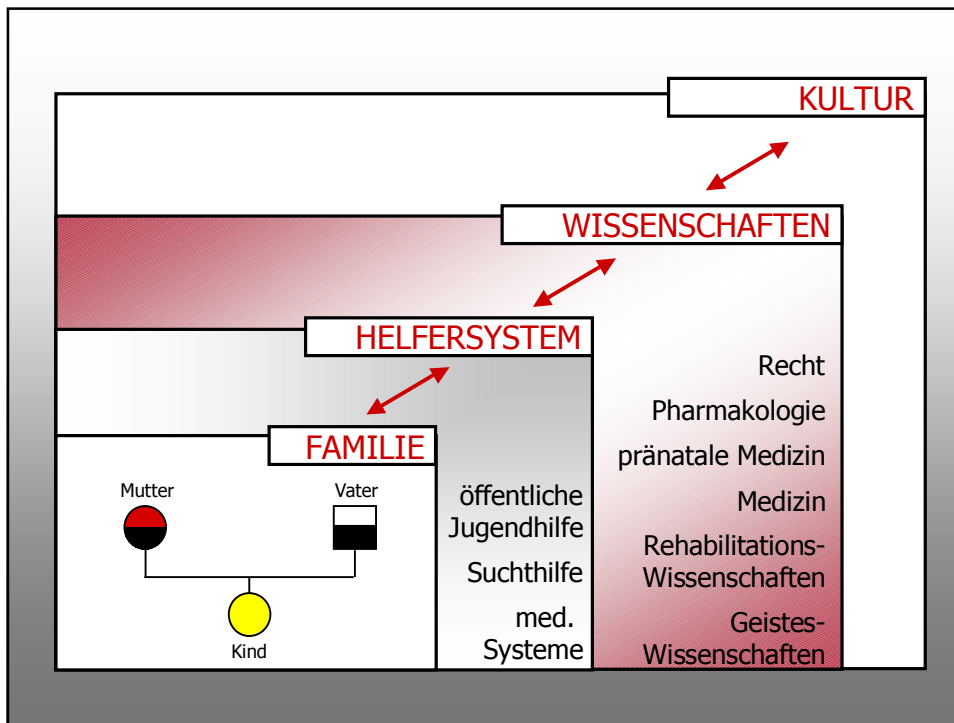 KULTUR
WISSENSCHAFTEN
HELFERSYSTEM
FAMILIE
Mutter
Vater
Kind
öffentliche
Jugendhilfe
Suchthilfe
med.
Systeme
Recht
Pharmakologie
pränatale Medizin
Medizin
Rehabilitations-
Wissenschaften
Geistes-
Wissenschaften